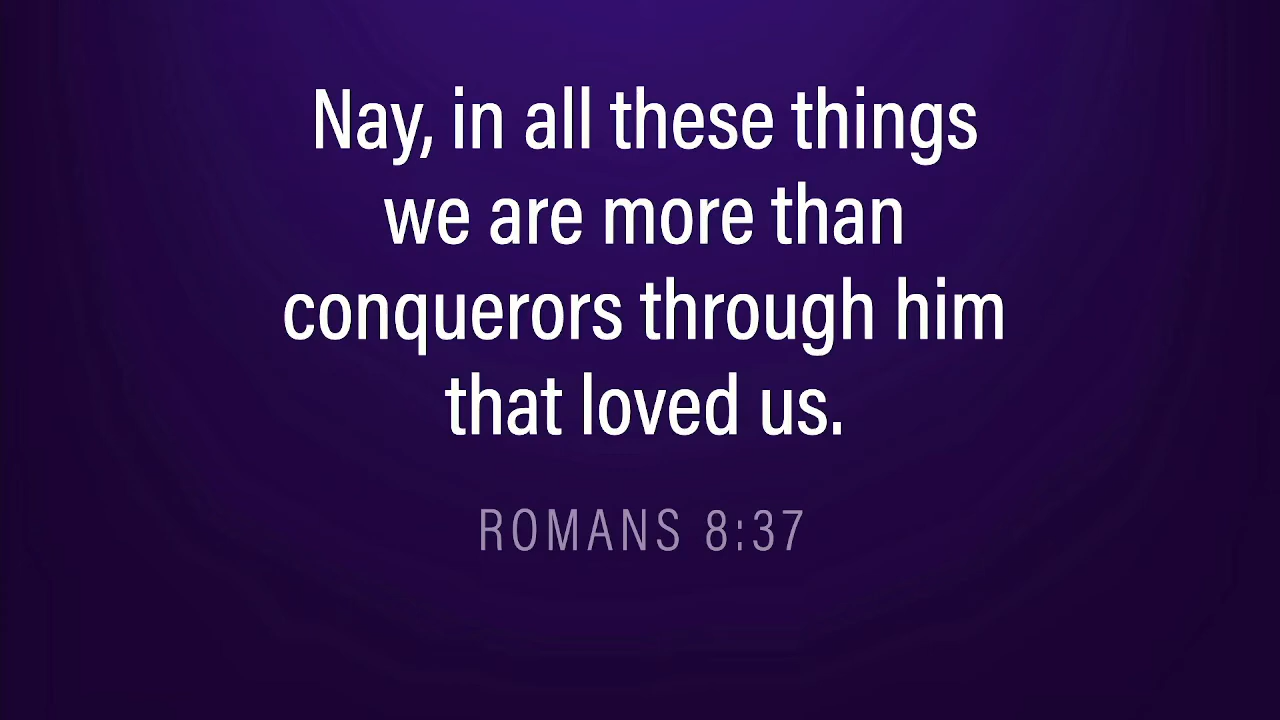 Nay, in all these things
we are more than
conquerors through him
that loved us.
ROMANS 8:37